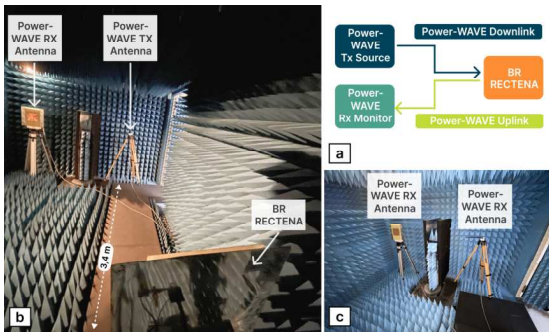 Power-
WAVE RX
Antenna
Power-
WAVE TX
Antenna
BR
RECTENA
3,4 m
b
Power-WAVE Downlink
Power-
WAVE
Tx Source
BR
RECTENA
Power-
WAVE
Rx Monitor
Power-WAVE Uplink
a
Power-
WAVE RX
Antenna
Power-
WAVE RX
Antenna
c